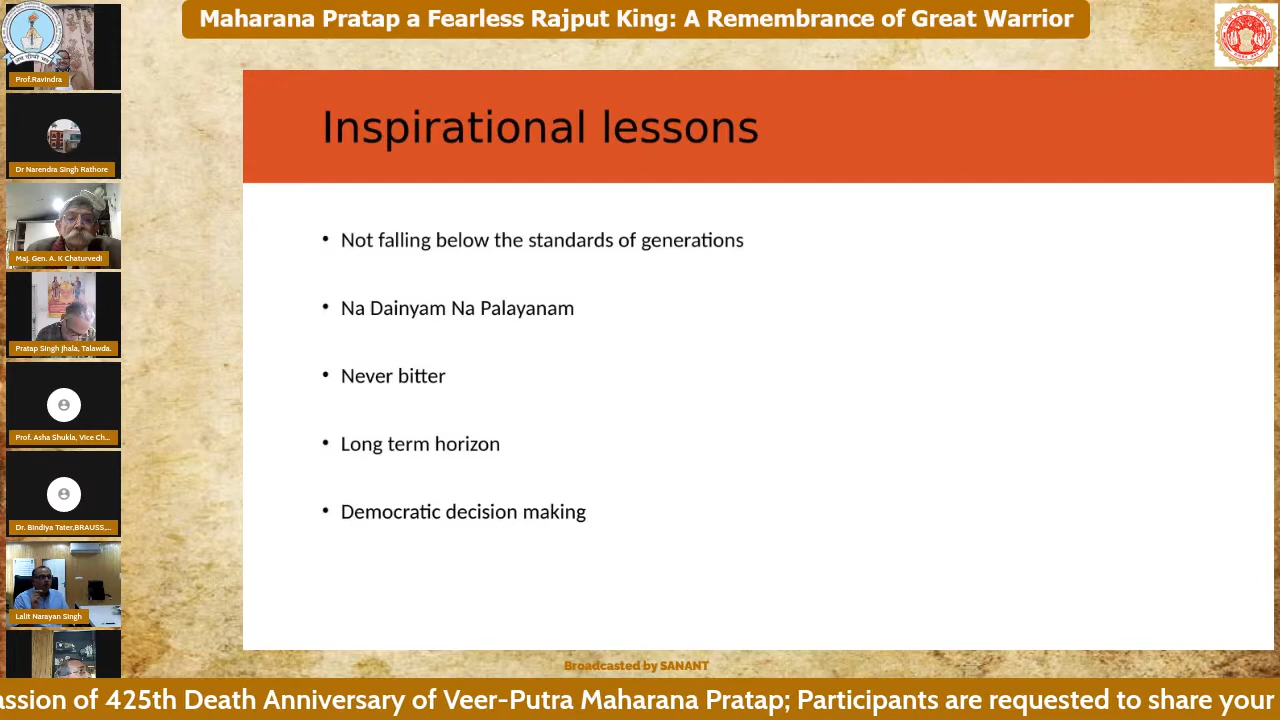 Maharana Pratap a Fearless Rajput King: A Remembrance of Great Warrior
Prof.Ravindra
Dr Narendra Singh Rathore
Maj. Gen. A. K Chaturvedi
Pratap Singh Jhala, Talawda.
Prof. Asha Shukla, Vice Ch...
Dr. Bindiya Tater,BRAUSS,...
Lalit Narayan Singh
Inspirational lessons
• Not falling below the standards of generations
• Na Dainyam Na Palayanam
• Never bitter
• Long term horizon
• Democratic decision making
Broadcasted by SANANT
assion of 425th Death Anniversary of Veer-Putra Maharana Pratap; Participants are requested to share your